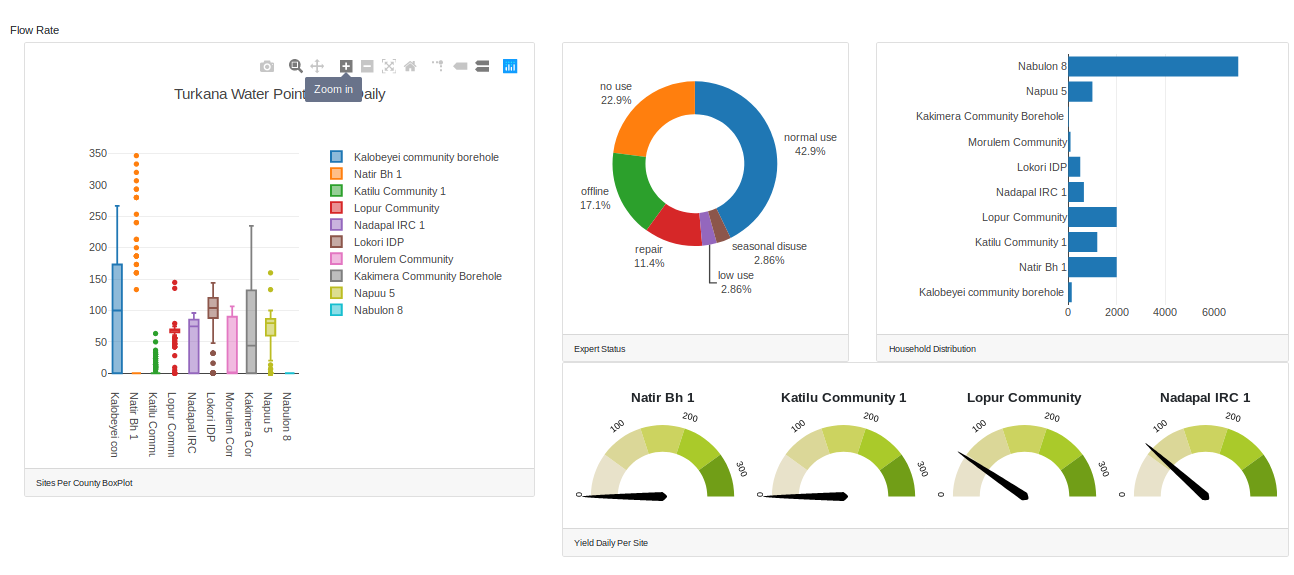 Flow Rate
Zoom in
Turkana Water Point Daily
350
300
250
200
150
100
50
0
Kalobeyei con
Natir Bh 1
Katilu Commu
Lopur Commu
Nadapal IRC
Lokori IDP
Morulem Con
Kakimera Cor
Napuu 5
Nabulon 8
Kalobeyei community borehole
Natir Bh 1
Katilu Community 1
Lopur Community
Nadapal IRC 1
Lokori IDP
Morulem Community
Kakimera Community Borehole
Napuu 5
Nabulon 8
Sites Per County BoxPlot
no use
22.9%
normal use
42.9%
offline
17.1%
repair
11.4%
seasonal disuse
2.86%
low use
2.86%
Expert Status
Nabulon 8
Napuu 5
Kakimera Community Borehole
Morulem Community
Lokori IDP
Nadapal IRC 1
Lopur Community
Katilu Community 1
Natir Bh 1
Kalobeyei community borehole
0 2000 4000 6000
Household Distribution
Natir Bh 1
0 100 200 300
Katilu Community 1
0 100 200
Lopur Community
0 100 200 300
Nadapal IRC 1
0 100 200
Yield Daily Per Site